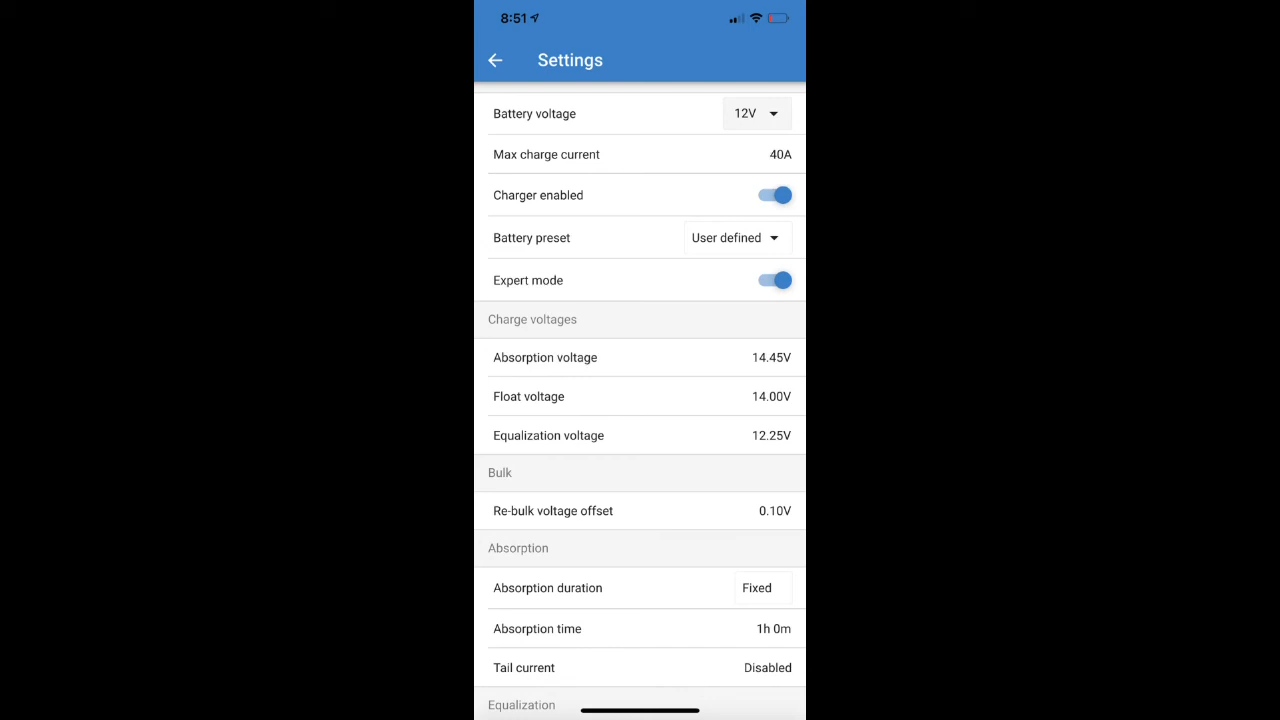 8:51
Settings
Battery voltage 12V
Max charge current 40A
Charger enabled
Battery preset User defined
Expert mode
Charge voltages
Absorption voltage 14.45V
Float voltage 14.00V
Equalization voltage 12.25V
Bulk
Re-bulk voltage offset 0.10V
Absorption
Absorption duration Fixed
Absorption time 1h 0m
Tail current Disabled
Equalization